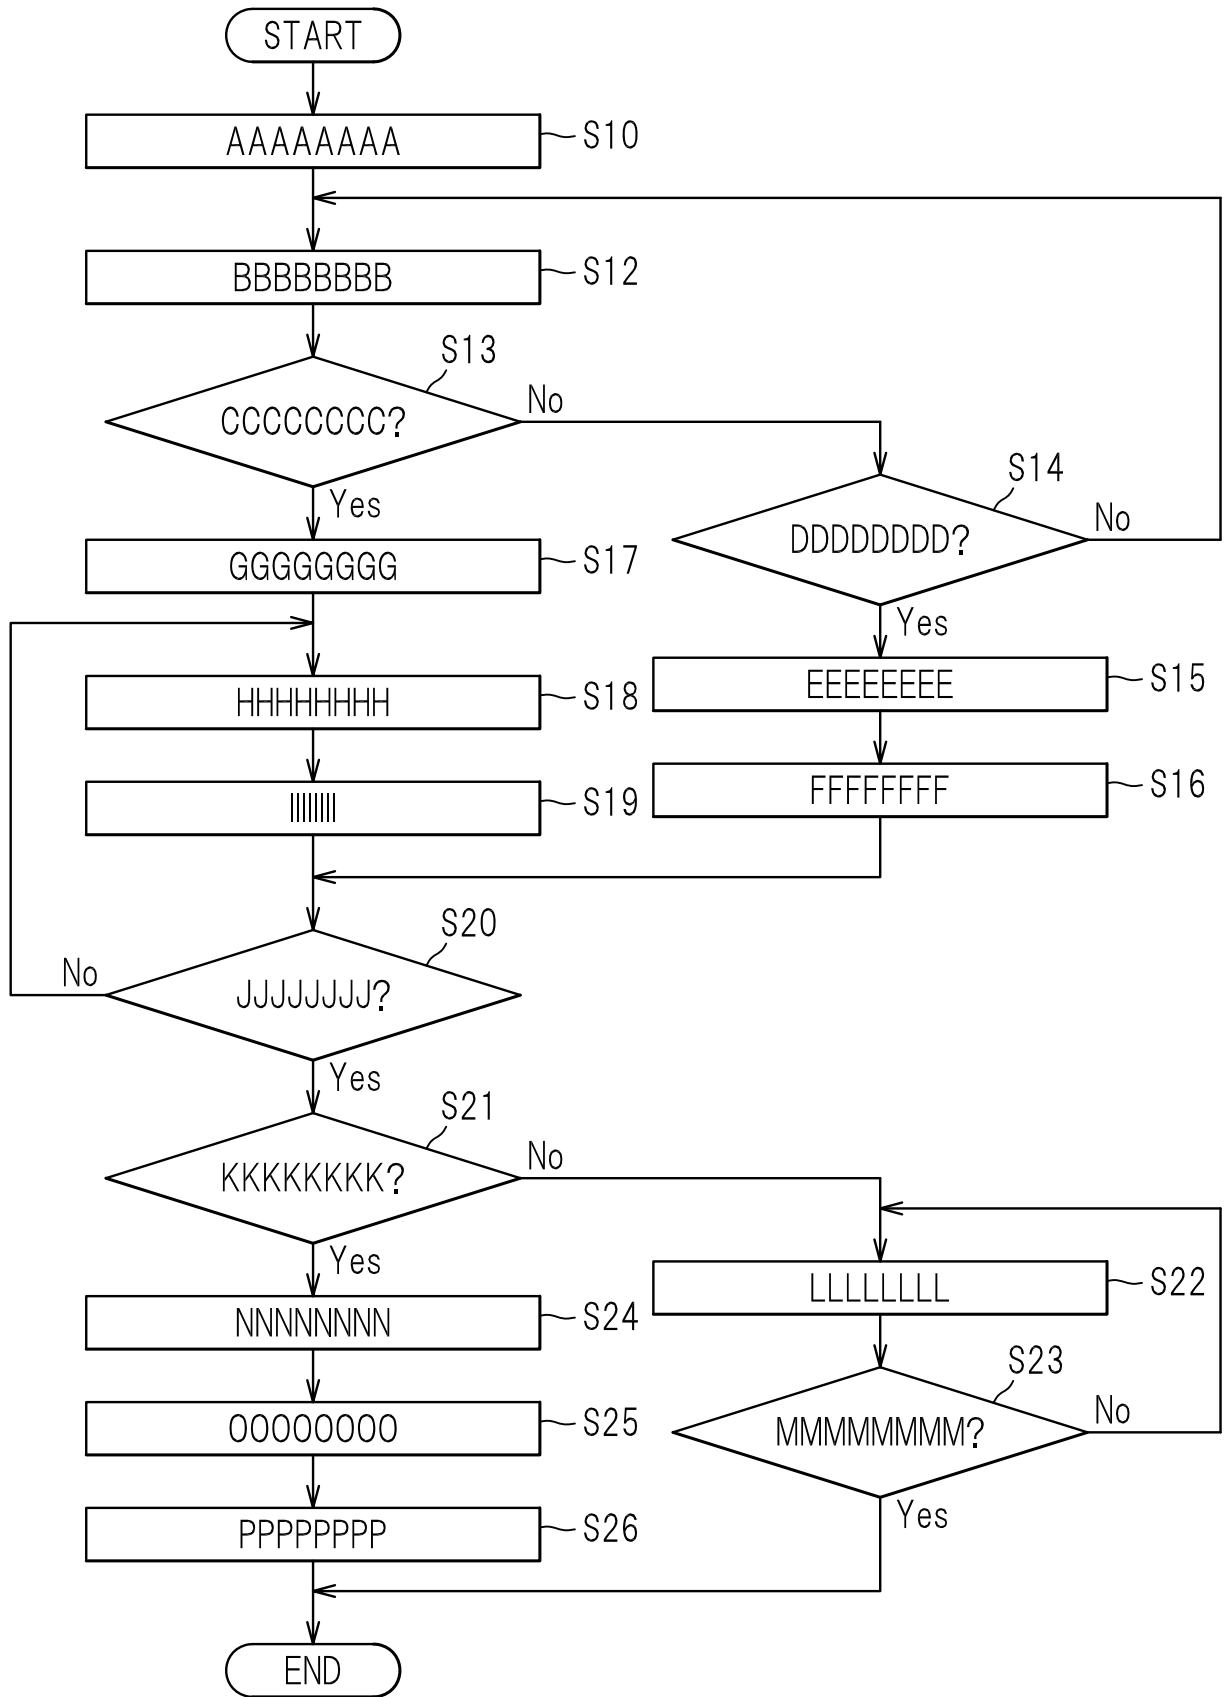 START
AAAAAAAA
S10
BBBBBBBB
S12
S13
CCCCCCCC?
No
Yes
S14
DDDDDDDD?
No
Yes
GGGGGGGG
S17
EEEEEEEE
S15
HHHHHHHH
S18
FFFFFFFF
S16
IIIIIIII
S19
S20
JJJJJJJJ?
No
Yes
S21
KKKKKKKK?
No
Yes
LLLLLLLL
S22
NNNNNNNN
S24
S23
MMMMMMMM?
No
Yes
OOOOOOOO
S25
PPPPPPPP
S26
END